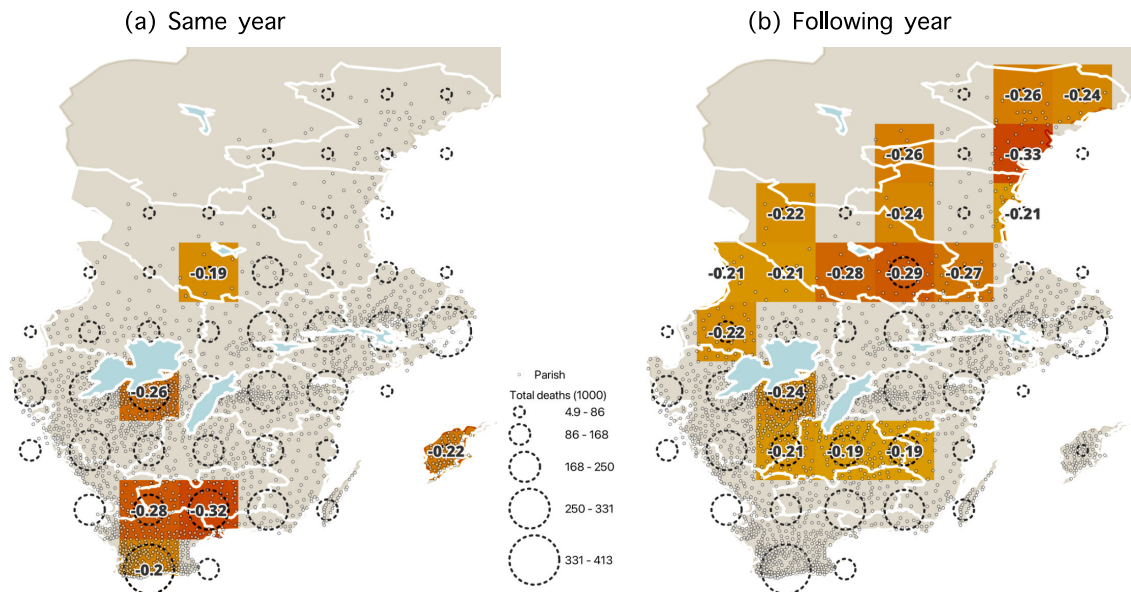 (a) Same year
(b) Following year
-0.19
-0.26
-0.22
-0.28
-0.32
-0.2
Parish
Total deaths (1000)
4.9 - 86
86 - 168
168 - 250
250 - 331
331 - 413
-0.26
-0.24
-0.26
-0.33
-0.22
-0.24
-0.21
-0.21
-0.21
-0.28
-0.29
-0.27
-0.22
-0.24
-0.21
-0.19
-0.19